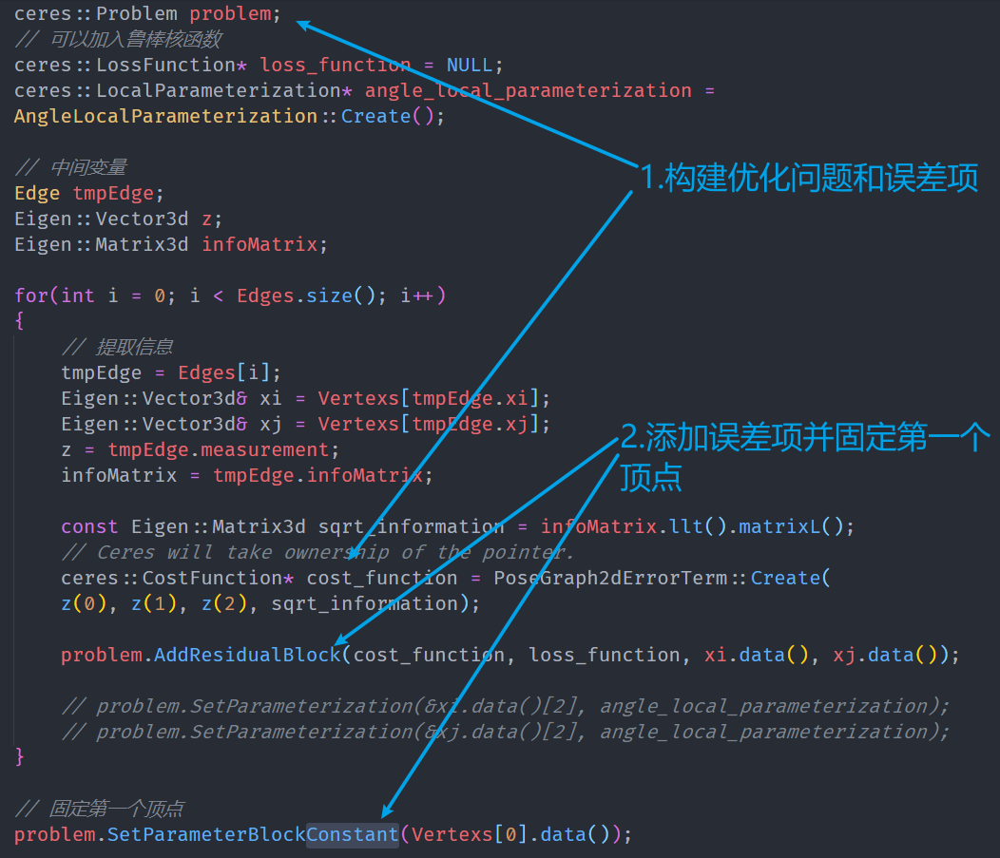 ceres::Problem problem;
// 可以加入鲁棒核函数
ceres::LossFunction* loss_function = NULL;
ceres::LocalParameterization* angle_local_parameterization =
AngleLocalParameterization::Create();
1.构建优化问题和误差项
// 中间变量
Edge tmpEdge;
Eigen::Vector3d z;
Eigen::Matrix3d infoMatrix;
for(int i = 0; i < Edges.size(); i++)
{
// 提取信息
tmpEdge = Edges[i];
Eigen::Vector3d& xi = Vertexs[tmpEdge.xi];
Eigen::Vector3d& xj = Vertexs[tmpEdge.xj];
z = tmpEdge.measurement;
infoMatrix = tmpEdge.infoMatrix;
2.添加误差项并固定第一个
顶点
const Eigen::Matrix3d sqrt_information = infoMatrix.llt().matrixL();
// Ceres will take ownership of the pointer.
ceres::CostFunction* cost_function = PoseGraph2dErrorTerm::Create(
z(0), z(1), z(2), sqrt_information);
problem.AddResidualBlock(cost_function, loss_function, xi.data(), xj.data());
// problem.SetParameterization(&xi.data()[2], angle_local_parameterization);
// problem.SetParameterization(&xj.data()[2], angle_local_parameterization);
}
// 固定第一个顶点
problem.SetParameterBlockConstant(Vertexs[0].data());